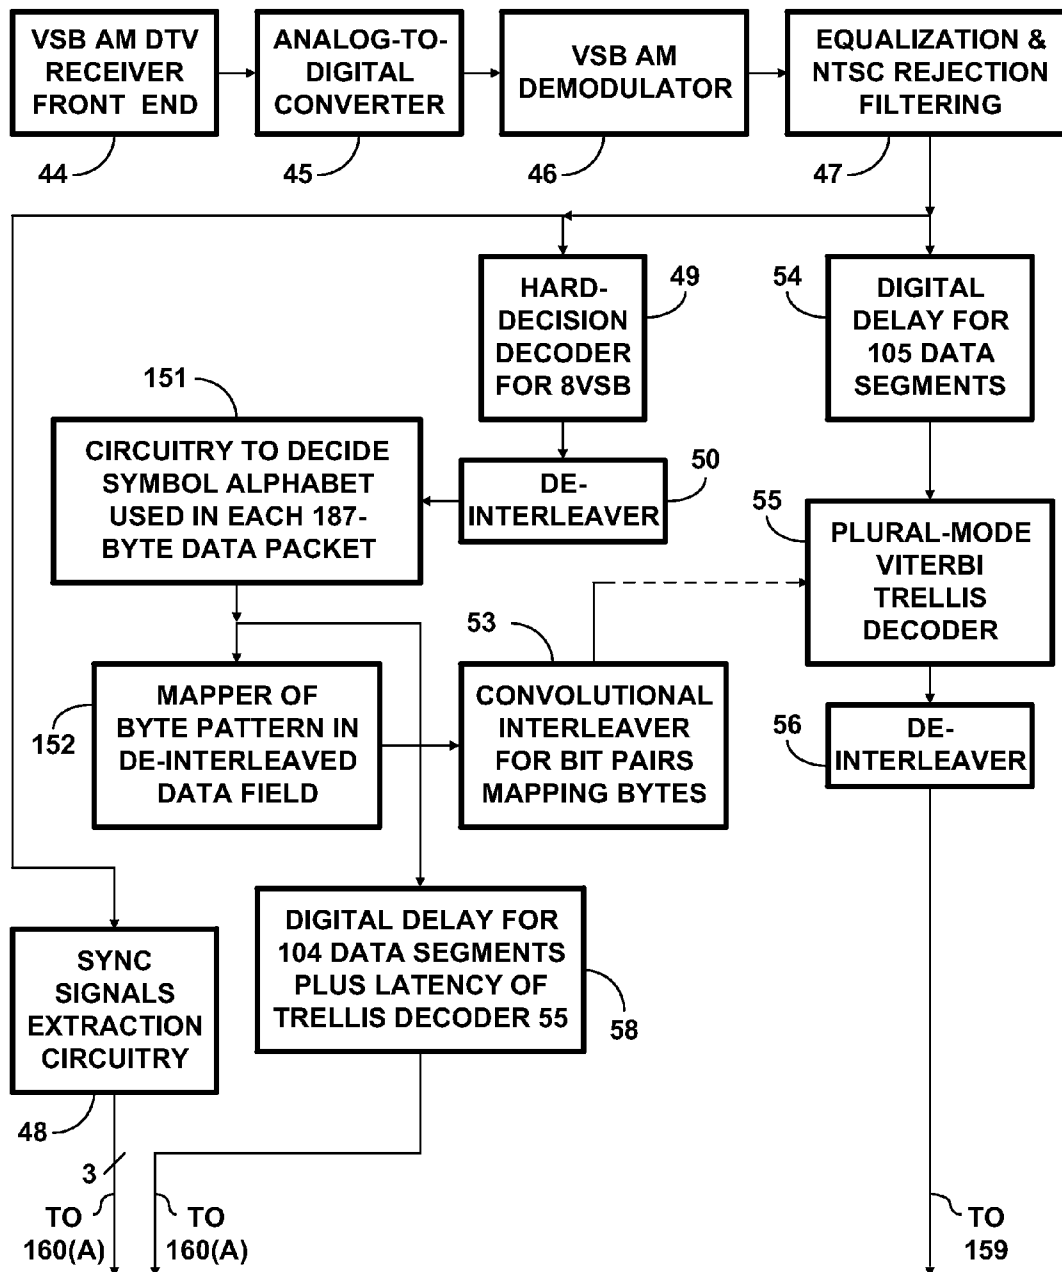 VSB AM DTV
RECEIVER
FRONT END
44
ANALOG-TO-
DIGITAL
CONVERTER
45
VSB AM
DEMODULATOR
46
EQUALIZATION &
NTSC REJECTION
FILTERING
47
HARD-
DECISION
DECODER
FOR 8VSB
49
54
DIGITAL
DELAY FOR
105 DATA
SEGMENTS
151
CIRCUITRY TO DECIDE
SYMBOL ALPHABET
USED IN EACH 187-
BYTE DATA PACKET
DE-
INTERLEAVER
50
55
PLURAL-MODE
VITERBI
TRELLIS
DECODER
53
152
MAPPER OF
BYTE PATTERN IN
DE-INTERLEAVED
DATA FIELD
CONVOLUTIONAL
INTERLEAVER
FOR BIT PAIRS
MAPPING BYTES
56
DE-
INTERLEAVER
SYNC
SIGNALS
EXTRACTION
CIRCUITRY
48
DIGITAL DELAY FOR
104 DATA SEGMENTS
PLUS LATENCY OF
TRELLIS DECODER 55
58
3
TO
160(A)
TO
160(A)
TO
159